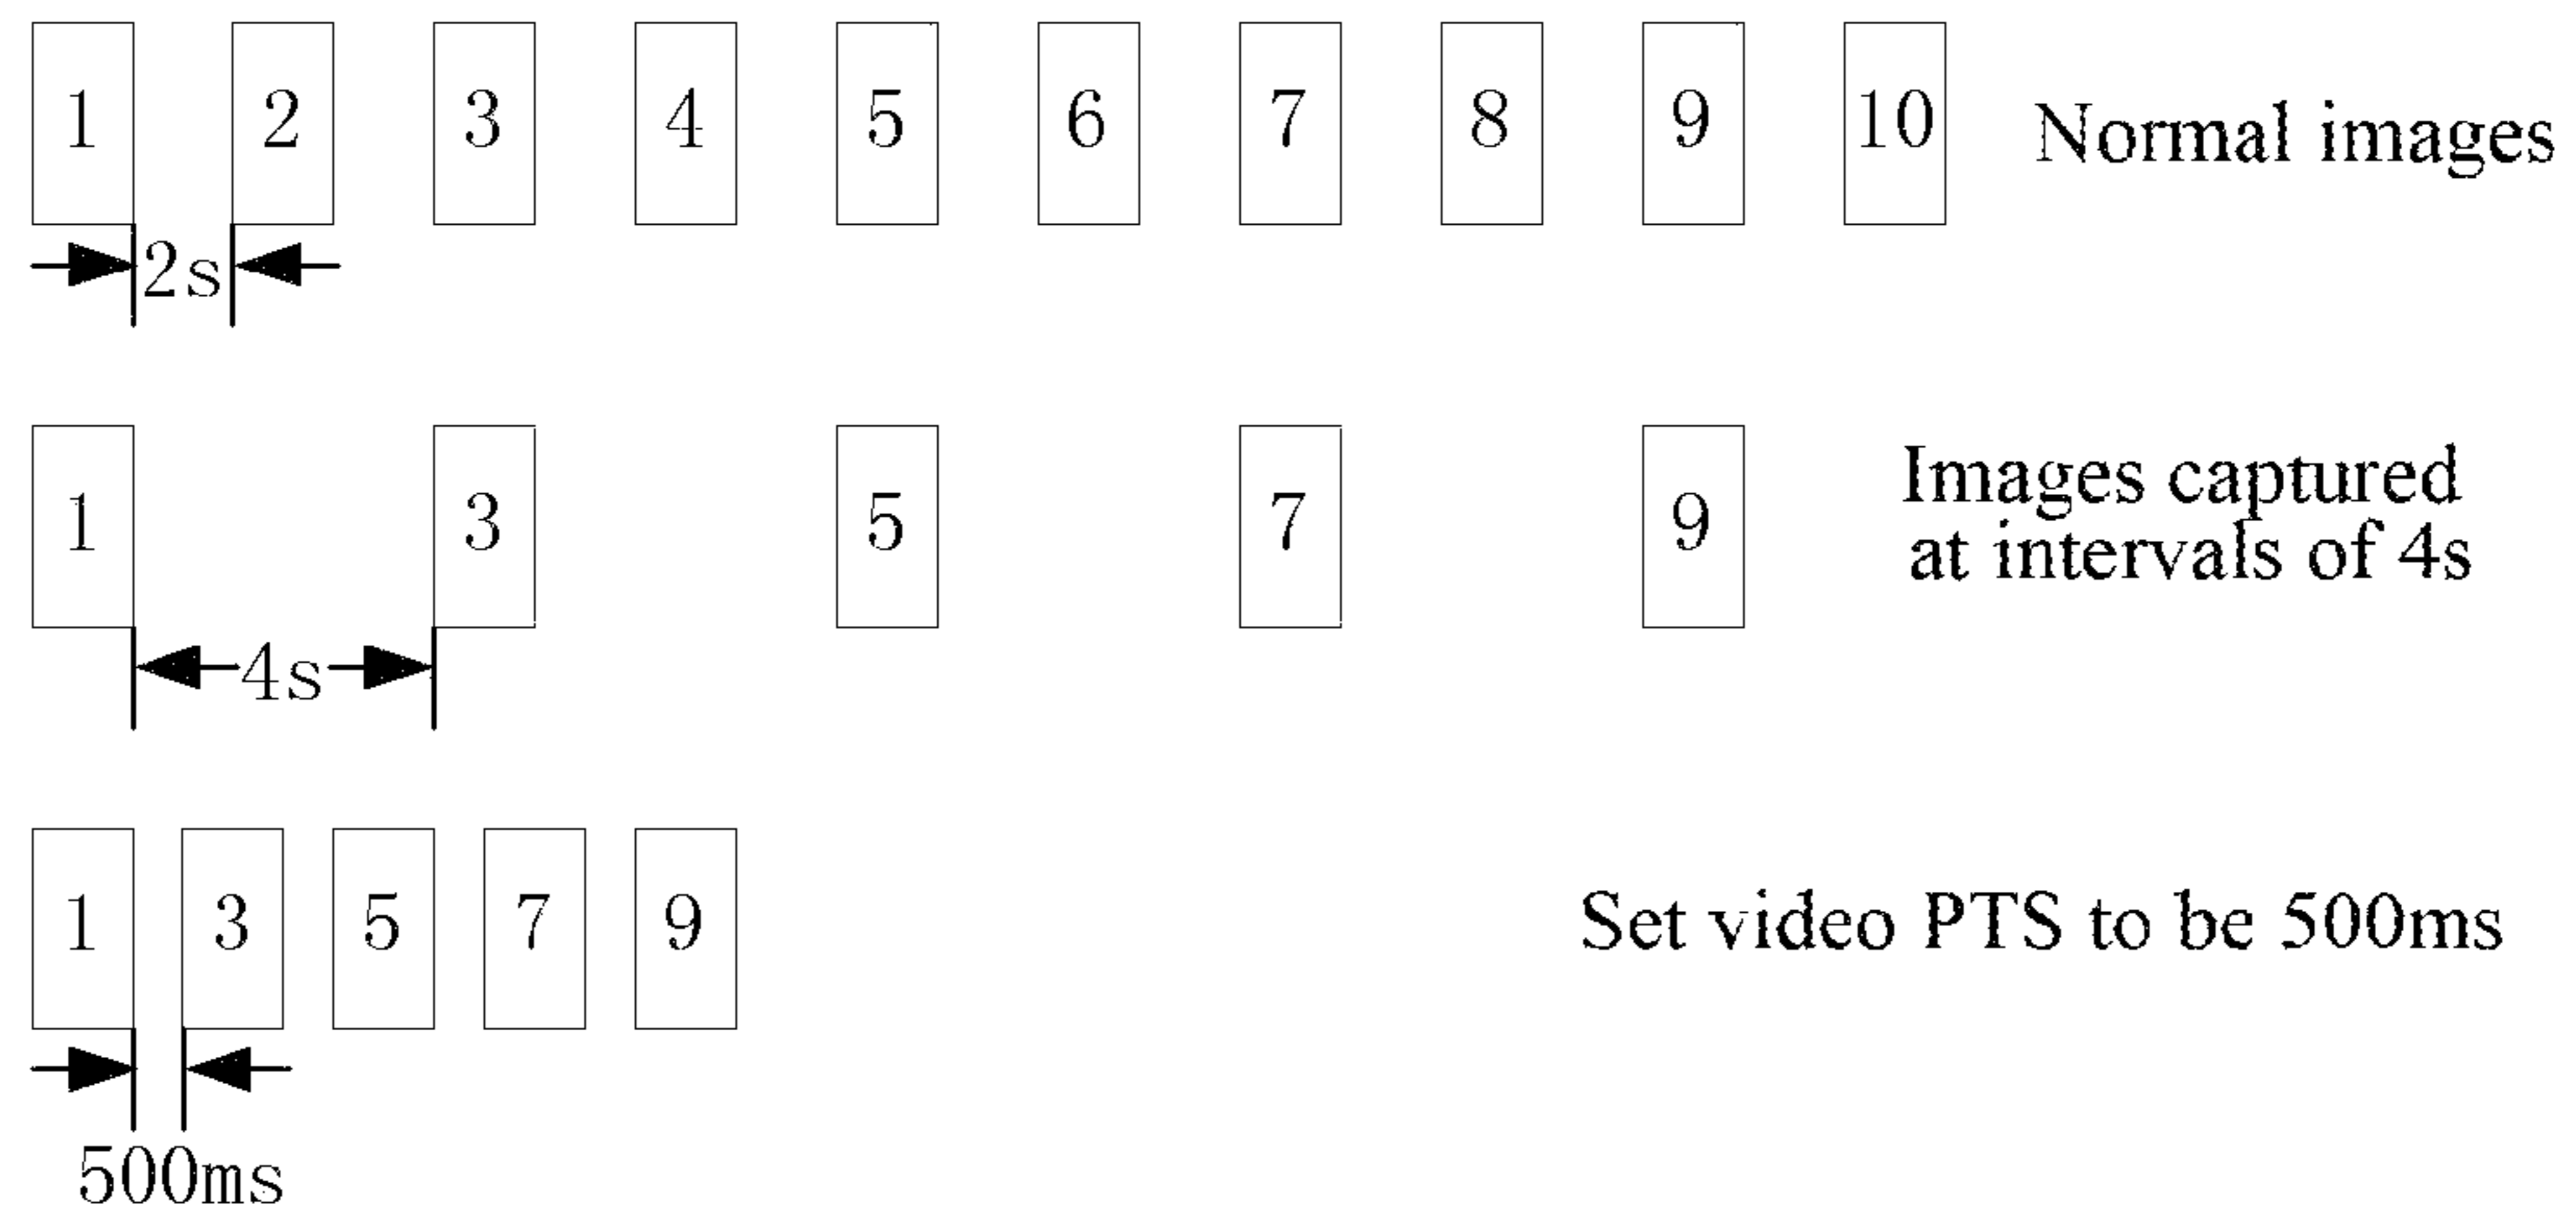 1 2 3 4 5 6 7 8 9 10 Normal images
2s
1 3 5 7 9 Images captured
at intervals of 4s
4s
1 3 5 7 9 Set video PTS to be 500ms
500ms